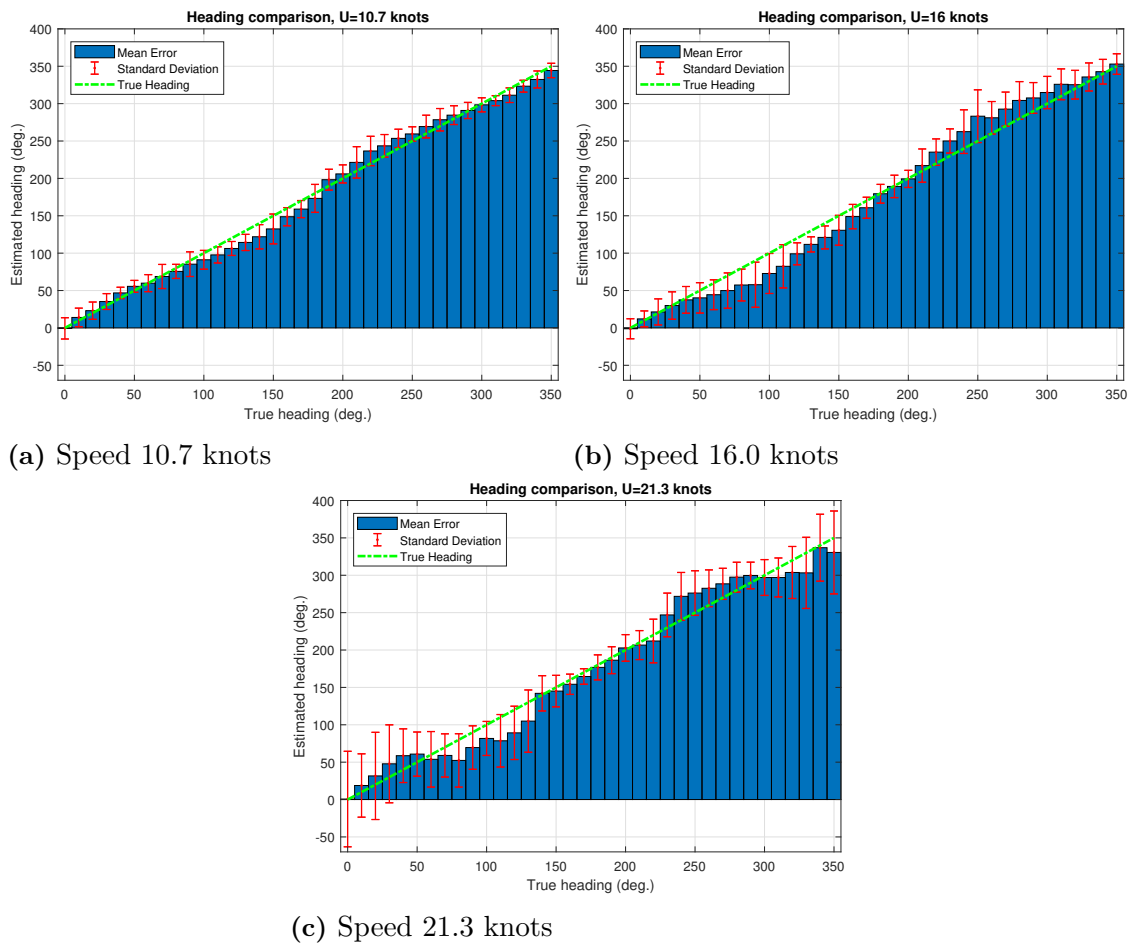 Heading comparison, U=10.7 knots
Mean Error
Standard Deviation
True Heading
Estimated heading (deg.)
400
350
300
250
200
150
100
50
0
-50
0 50 100 150 200 250 300 350
True heading (deg.)
(a) Speed 10.7 knots
Heading comparison, U=16 knots
Mean Error
Standard Deviation
True Heading
Estimated heading (deg.)
400
350
300
250
200
150
100
50
0
-50
0 50 100 150 200 250 300 350
True heading (deg.)
(b) Speed 16.0 knots
Heading comparison, U=21.3 knots
Mean Error
Standard Deviation
True Heading
Estimated heading (deg.)
400
350
300
250
200
150
100
50
0
-50
0 50 100 150 200 250 300 350
True heading (deg.)
(c) Speed 21.3 knots